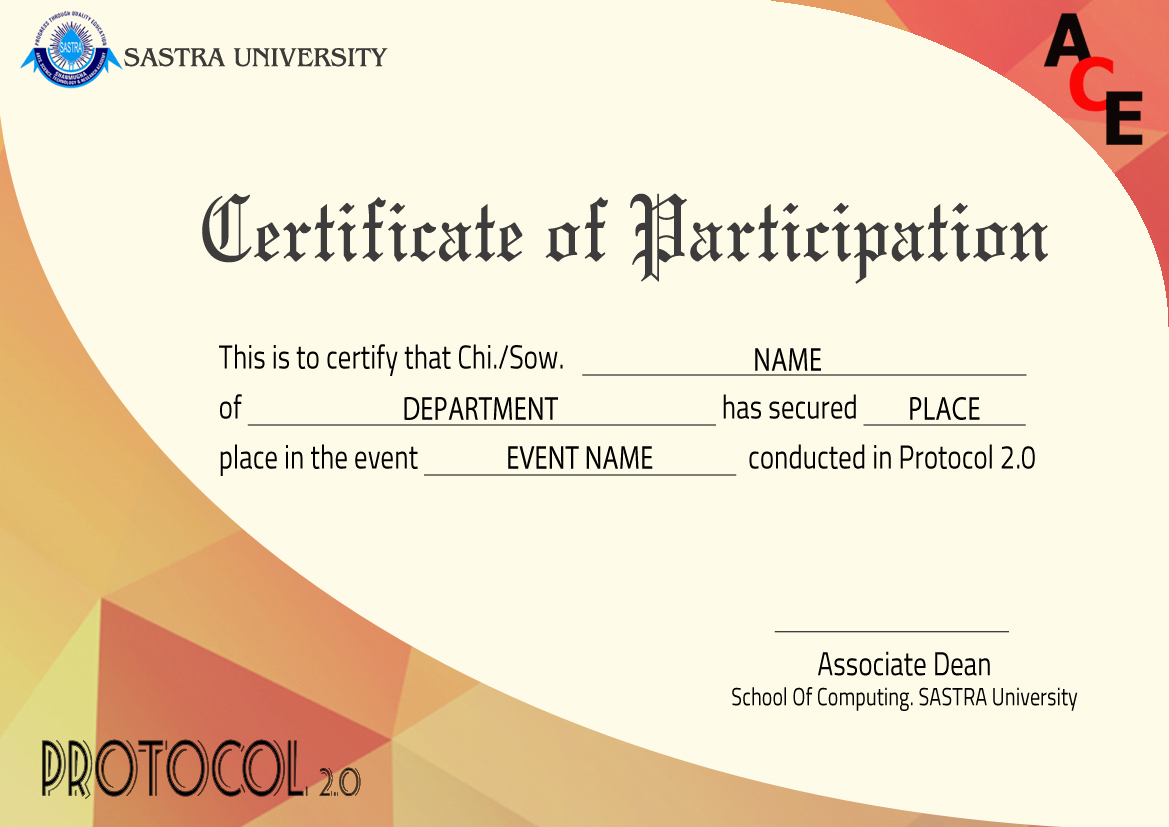 PROGRESS THROUGH QUALITY EDUCATION
SASTRA
SHANMUGHA
ARTS, SCIENCE, TECHNOLOGY & RESEARCH ACADEMY
SASTRA UNIVERSITY
A
C
E
Certificate of Participation
This is to certify that Chi./Sow. NAME
of DEPARTMENT has secured PLACE
place in the event EVENT NAME conducted in Protocol 2.0
Associate Dean
School Of Computing. SASTRA University
PROTOCOL 2.0